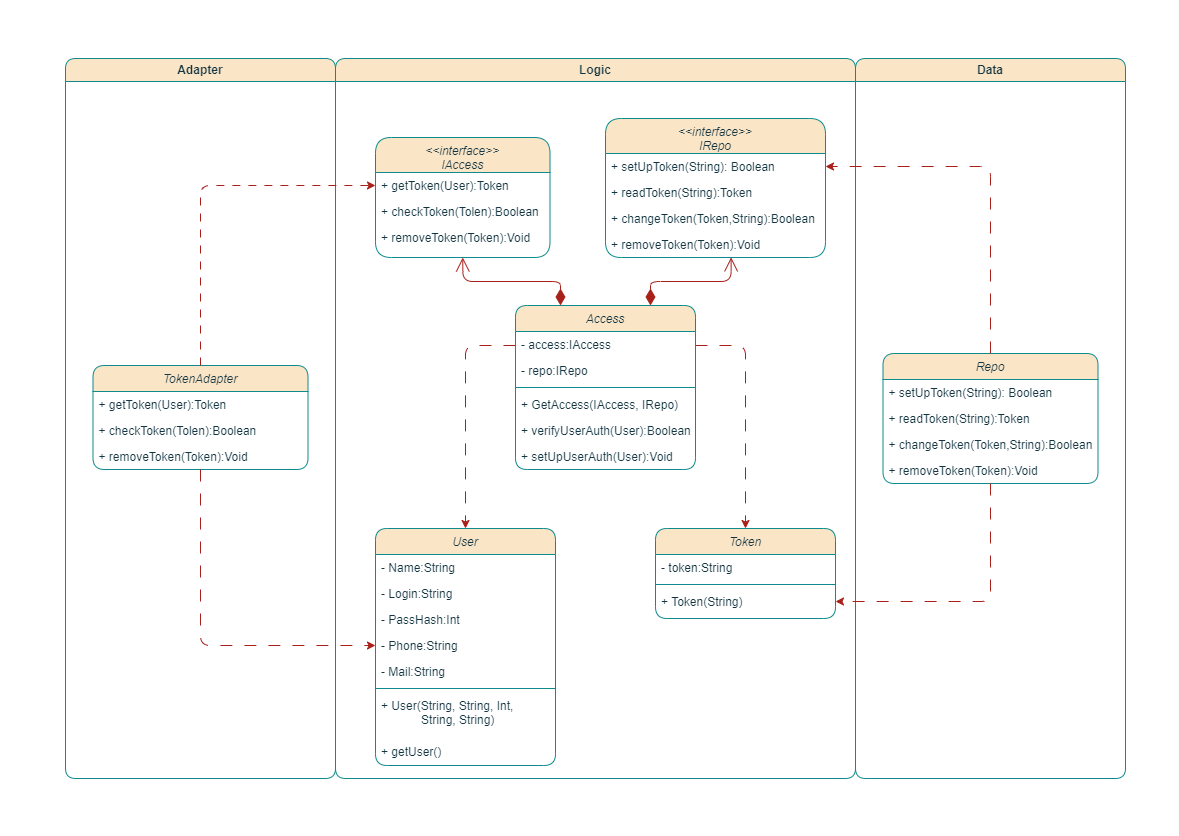 Adapter
Logic
Data
<<interface>>
IAccess
+ getToken(User):Token
+ checkToken(Tolen):Boolean
+ removeToken(Token):Void
<<interface>>
IRepo
+ setUpToken(String): Boolean
+ readToken(String):Token
+ changeToken(Token,String):Boolean
+ removeToken(Token):Void
Access
- access:IAccess
- repo:IRepo
+ GetAccess(IAccess, IRepo)
+ verifyUserAuth(User):Boolean
+ setUpUserAuth(User):Void
TokenAdapter
+ getToken(User):Token
+ checkToken(Tolen):Boolean
+ removeToken(Token):Void
Repo
+ setUpToken(String): Boolean
+ readToken(String):Token
+ changeToken(Token,String):Boolean
+ removeToken(Token):Void
User
- Name:String
- Login:String
- PassHash:Int
- Phone:String
- Mail:String
+ User(String, String, Int,
String, String)
+ getUser()
Token
- token:String
+ Token(String)